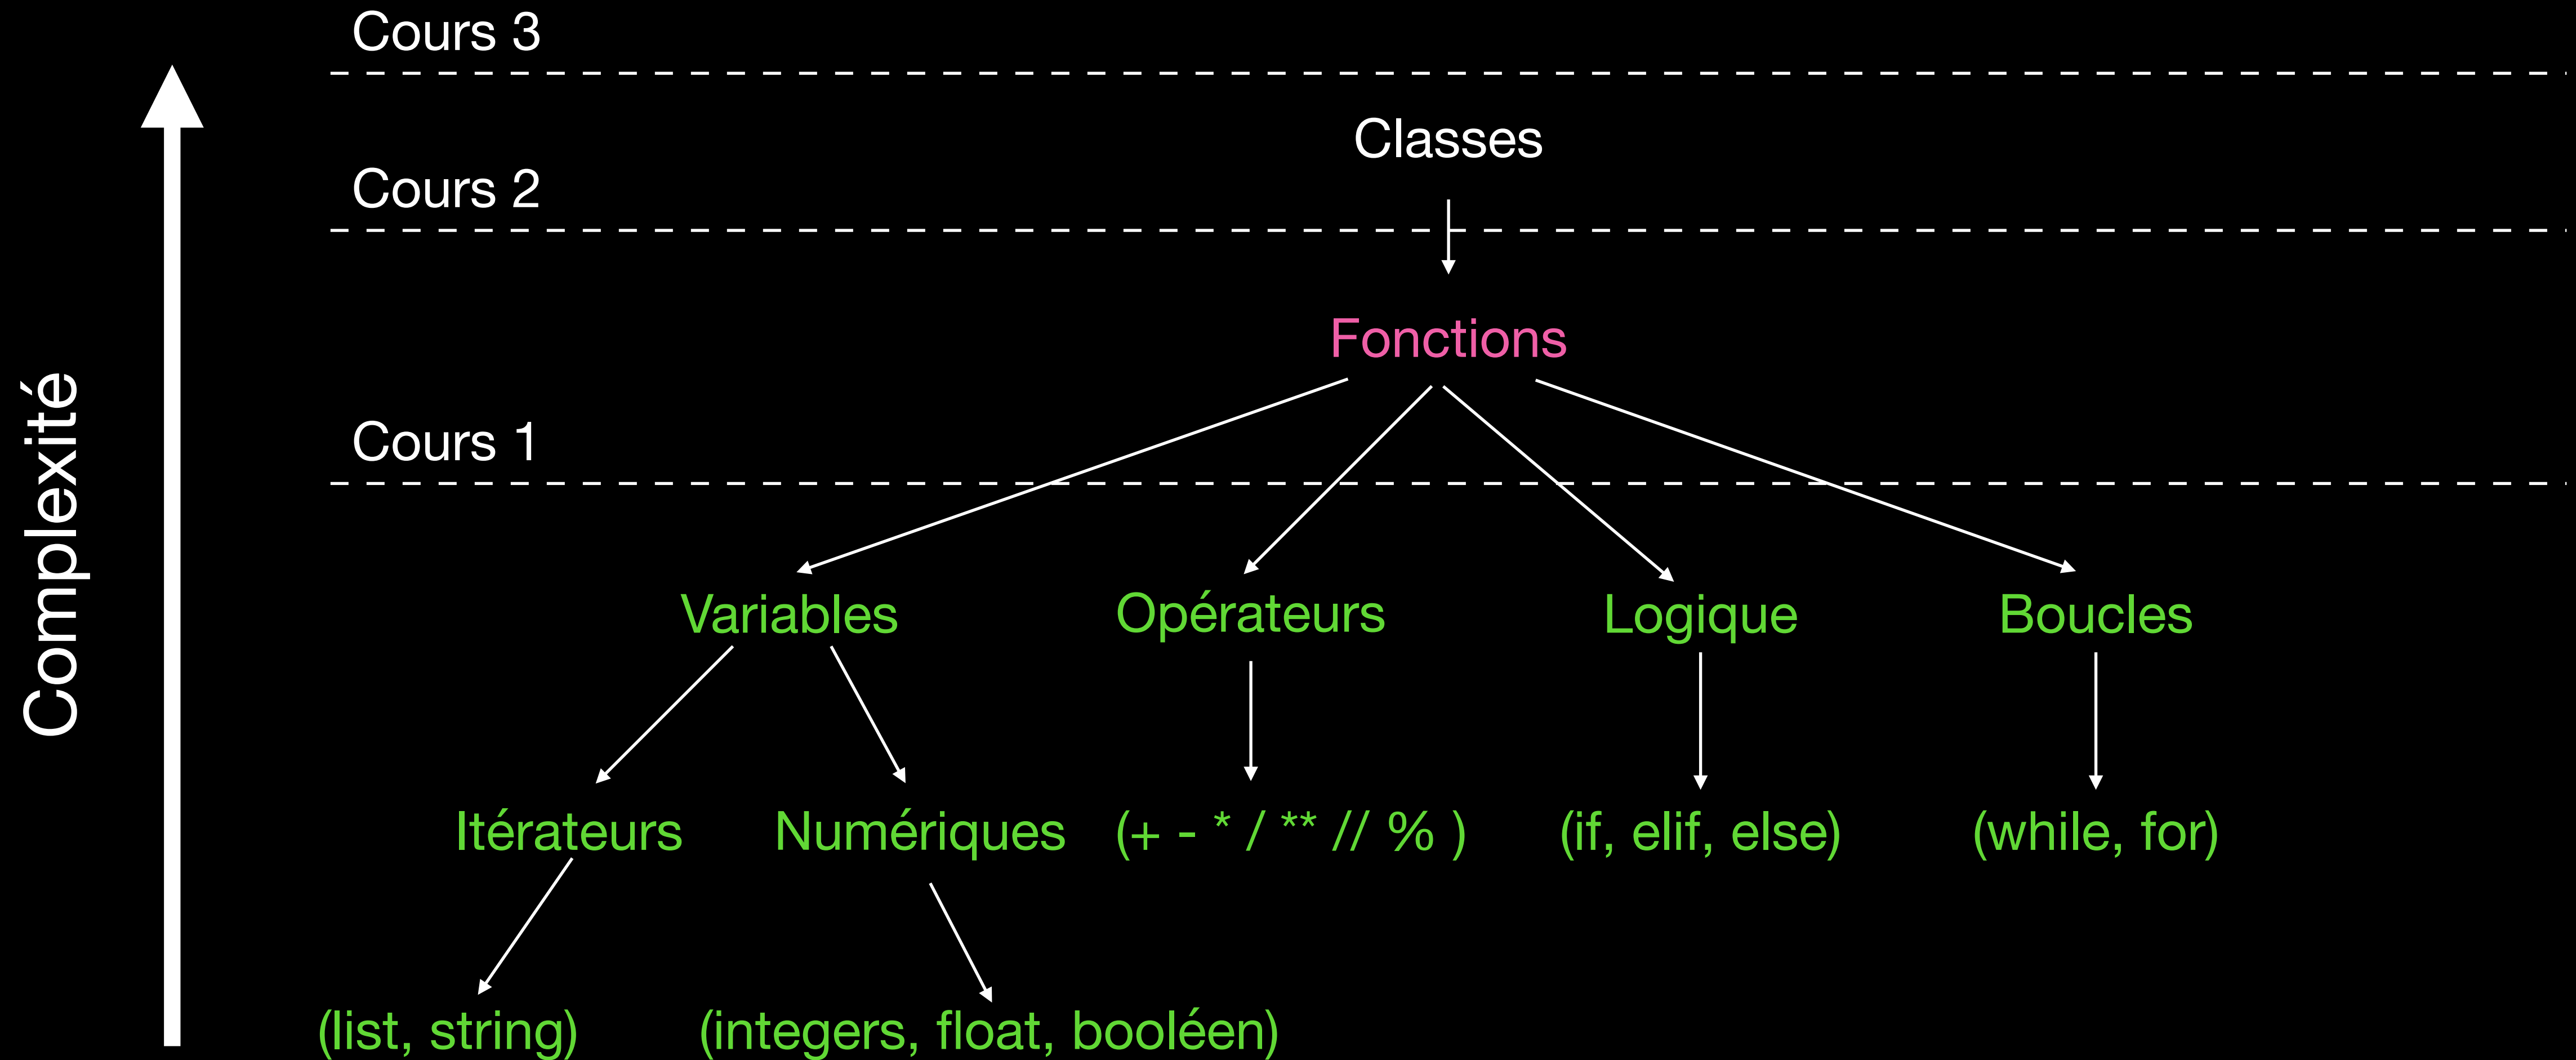 Cours 3
Classes
Cours 2
Fonctions
Cours 1
Complexité
Variables
Opérateurs
Logique
Boucles
Itérateurs
Numériques
(+ - * / ** // % )
(if, elif, else)
(while, for)
(list, string)
(integers, float, booléen)